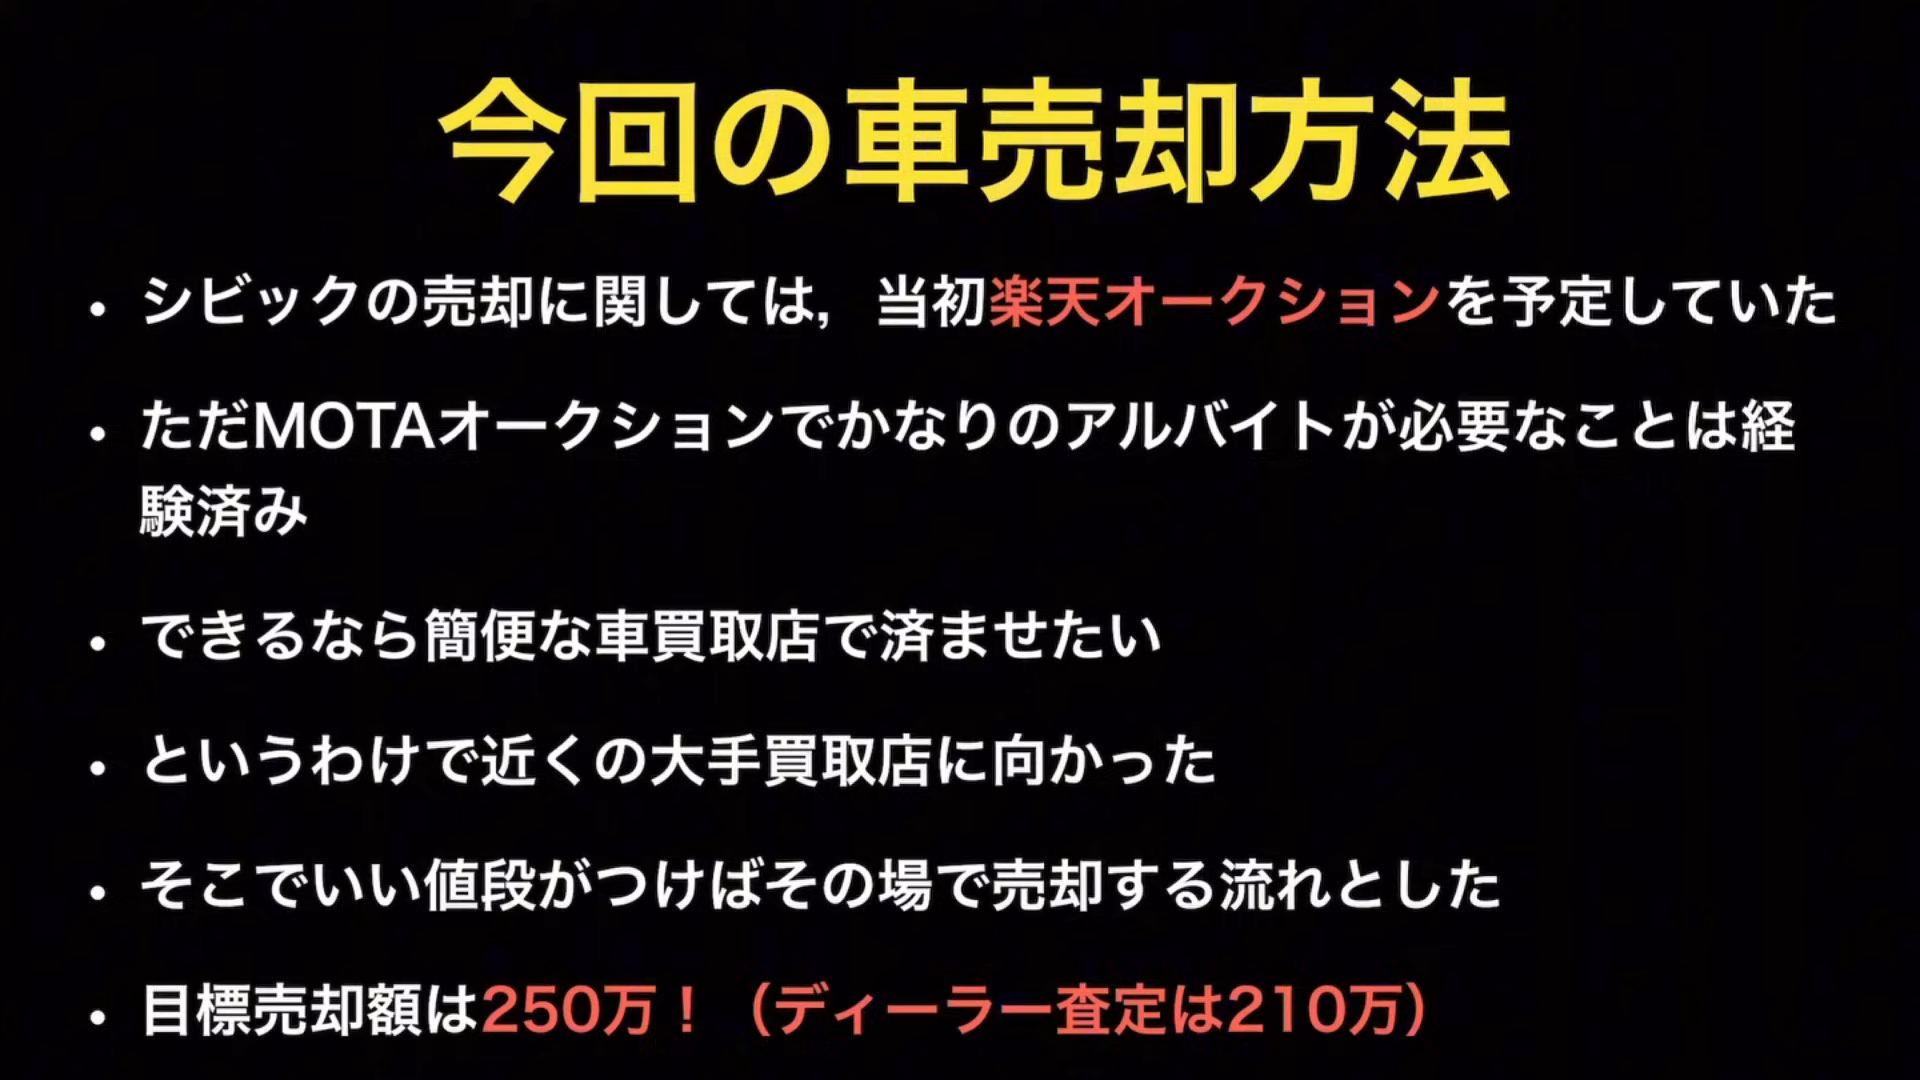 今回の車売却方法
• シビックの売却に関しては，当初楽天オークションを予定していた
• ただMOTAオークションでかなりのアルバイトが必要なことは経
験済み
• できるなら簡便な車買取店で済ませたい
• というわけで近くの大手買取店に向かった
• そこでいい値段がつけばその場で売却する流れとした
• 目標売却額は250万！（ディーラー査定は210万）